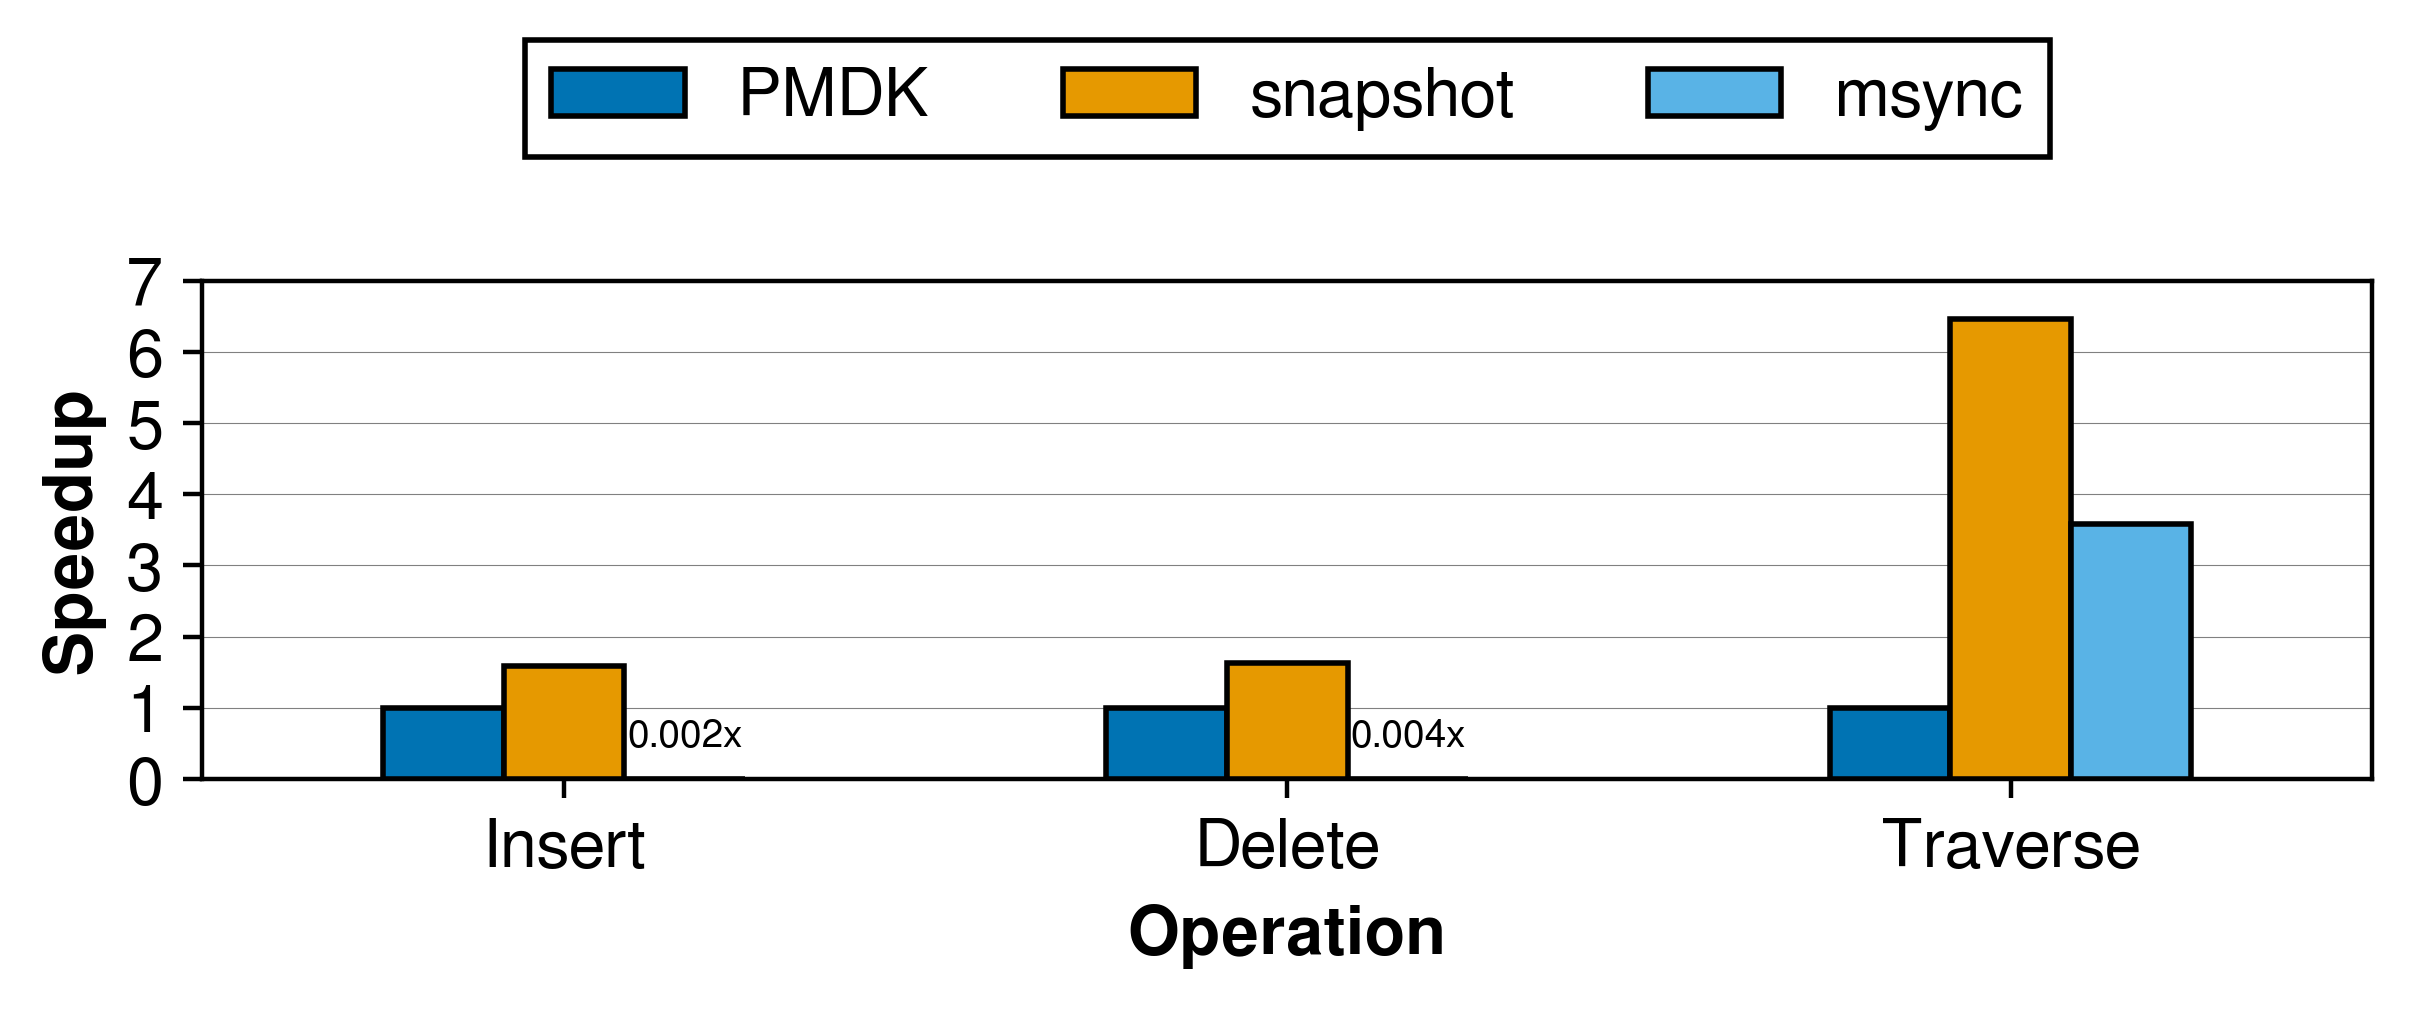 PMDK snapshot msync
7
6
5
4
3
2
1
0
Speedup
0.002x 0.004x
Insert Delete Traverse
Operation